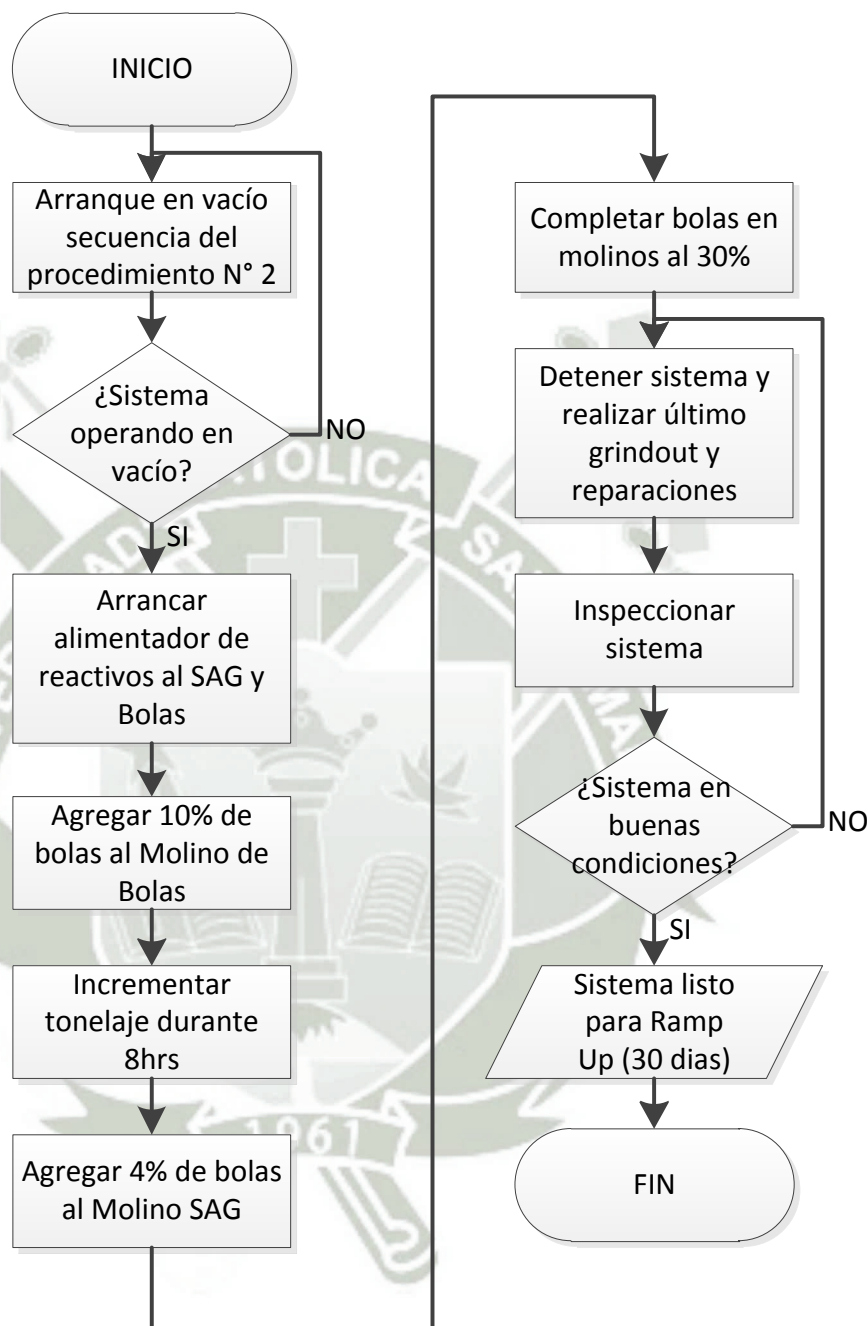 INICIO
Arranque en vacío
secuencia del
procedimiento N° 2
¿Sistema
operando en
vacío?
NO
SI
Arrancar
alimentador de
reactivos al SAG y
Bolas
Agregar 10% de
bolas al Molino de
Bolas
Incrementar
tonelaje durante
8hrs
Agregar 4% de bolas
al Molino SAG
Completar bolas en
molinos al 30%
Detener sistema y
realizar último
grindout y
reparaciones
Inspeccionar
sistema
¿Sistema en
buenas
condiciones?
NO
SI
Sistema listo
para Ramp
Up (30 dias)
FIN
1961